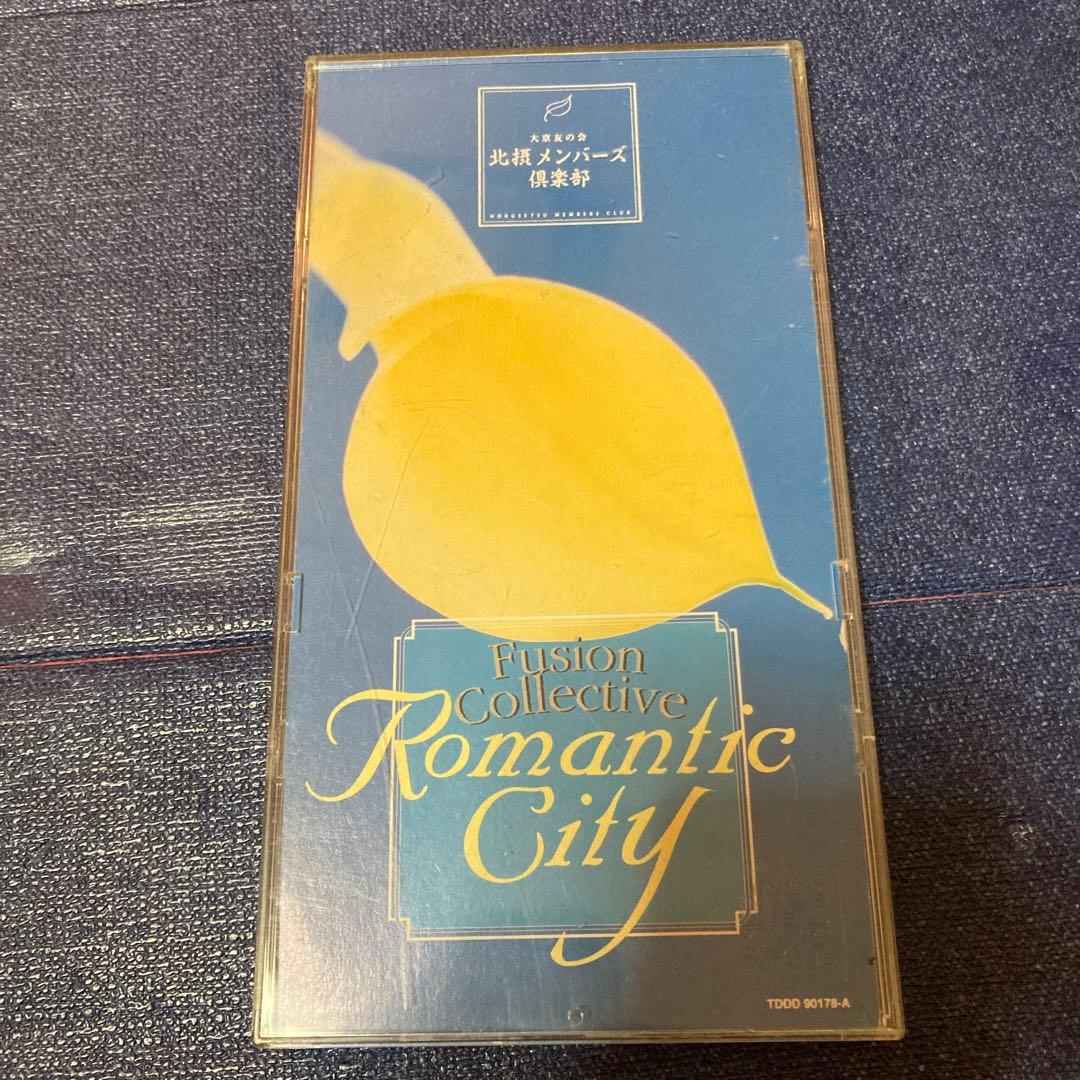 大京友の会
北摂メンバーズ
倶楽部
HOKUSETSU MEMBERS CLUB
Fusion
Collective
Romantic
City
TDDD 90178-A